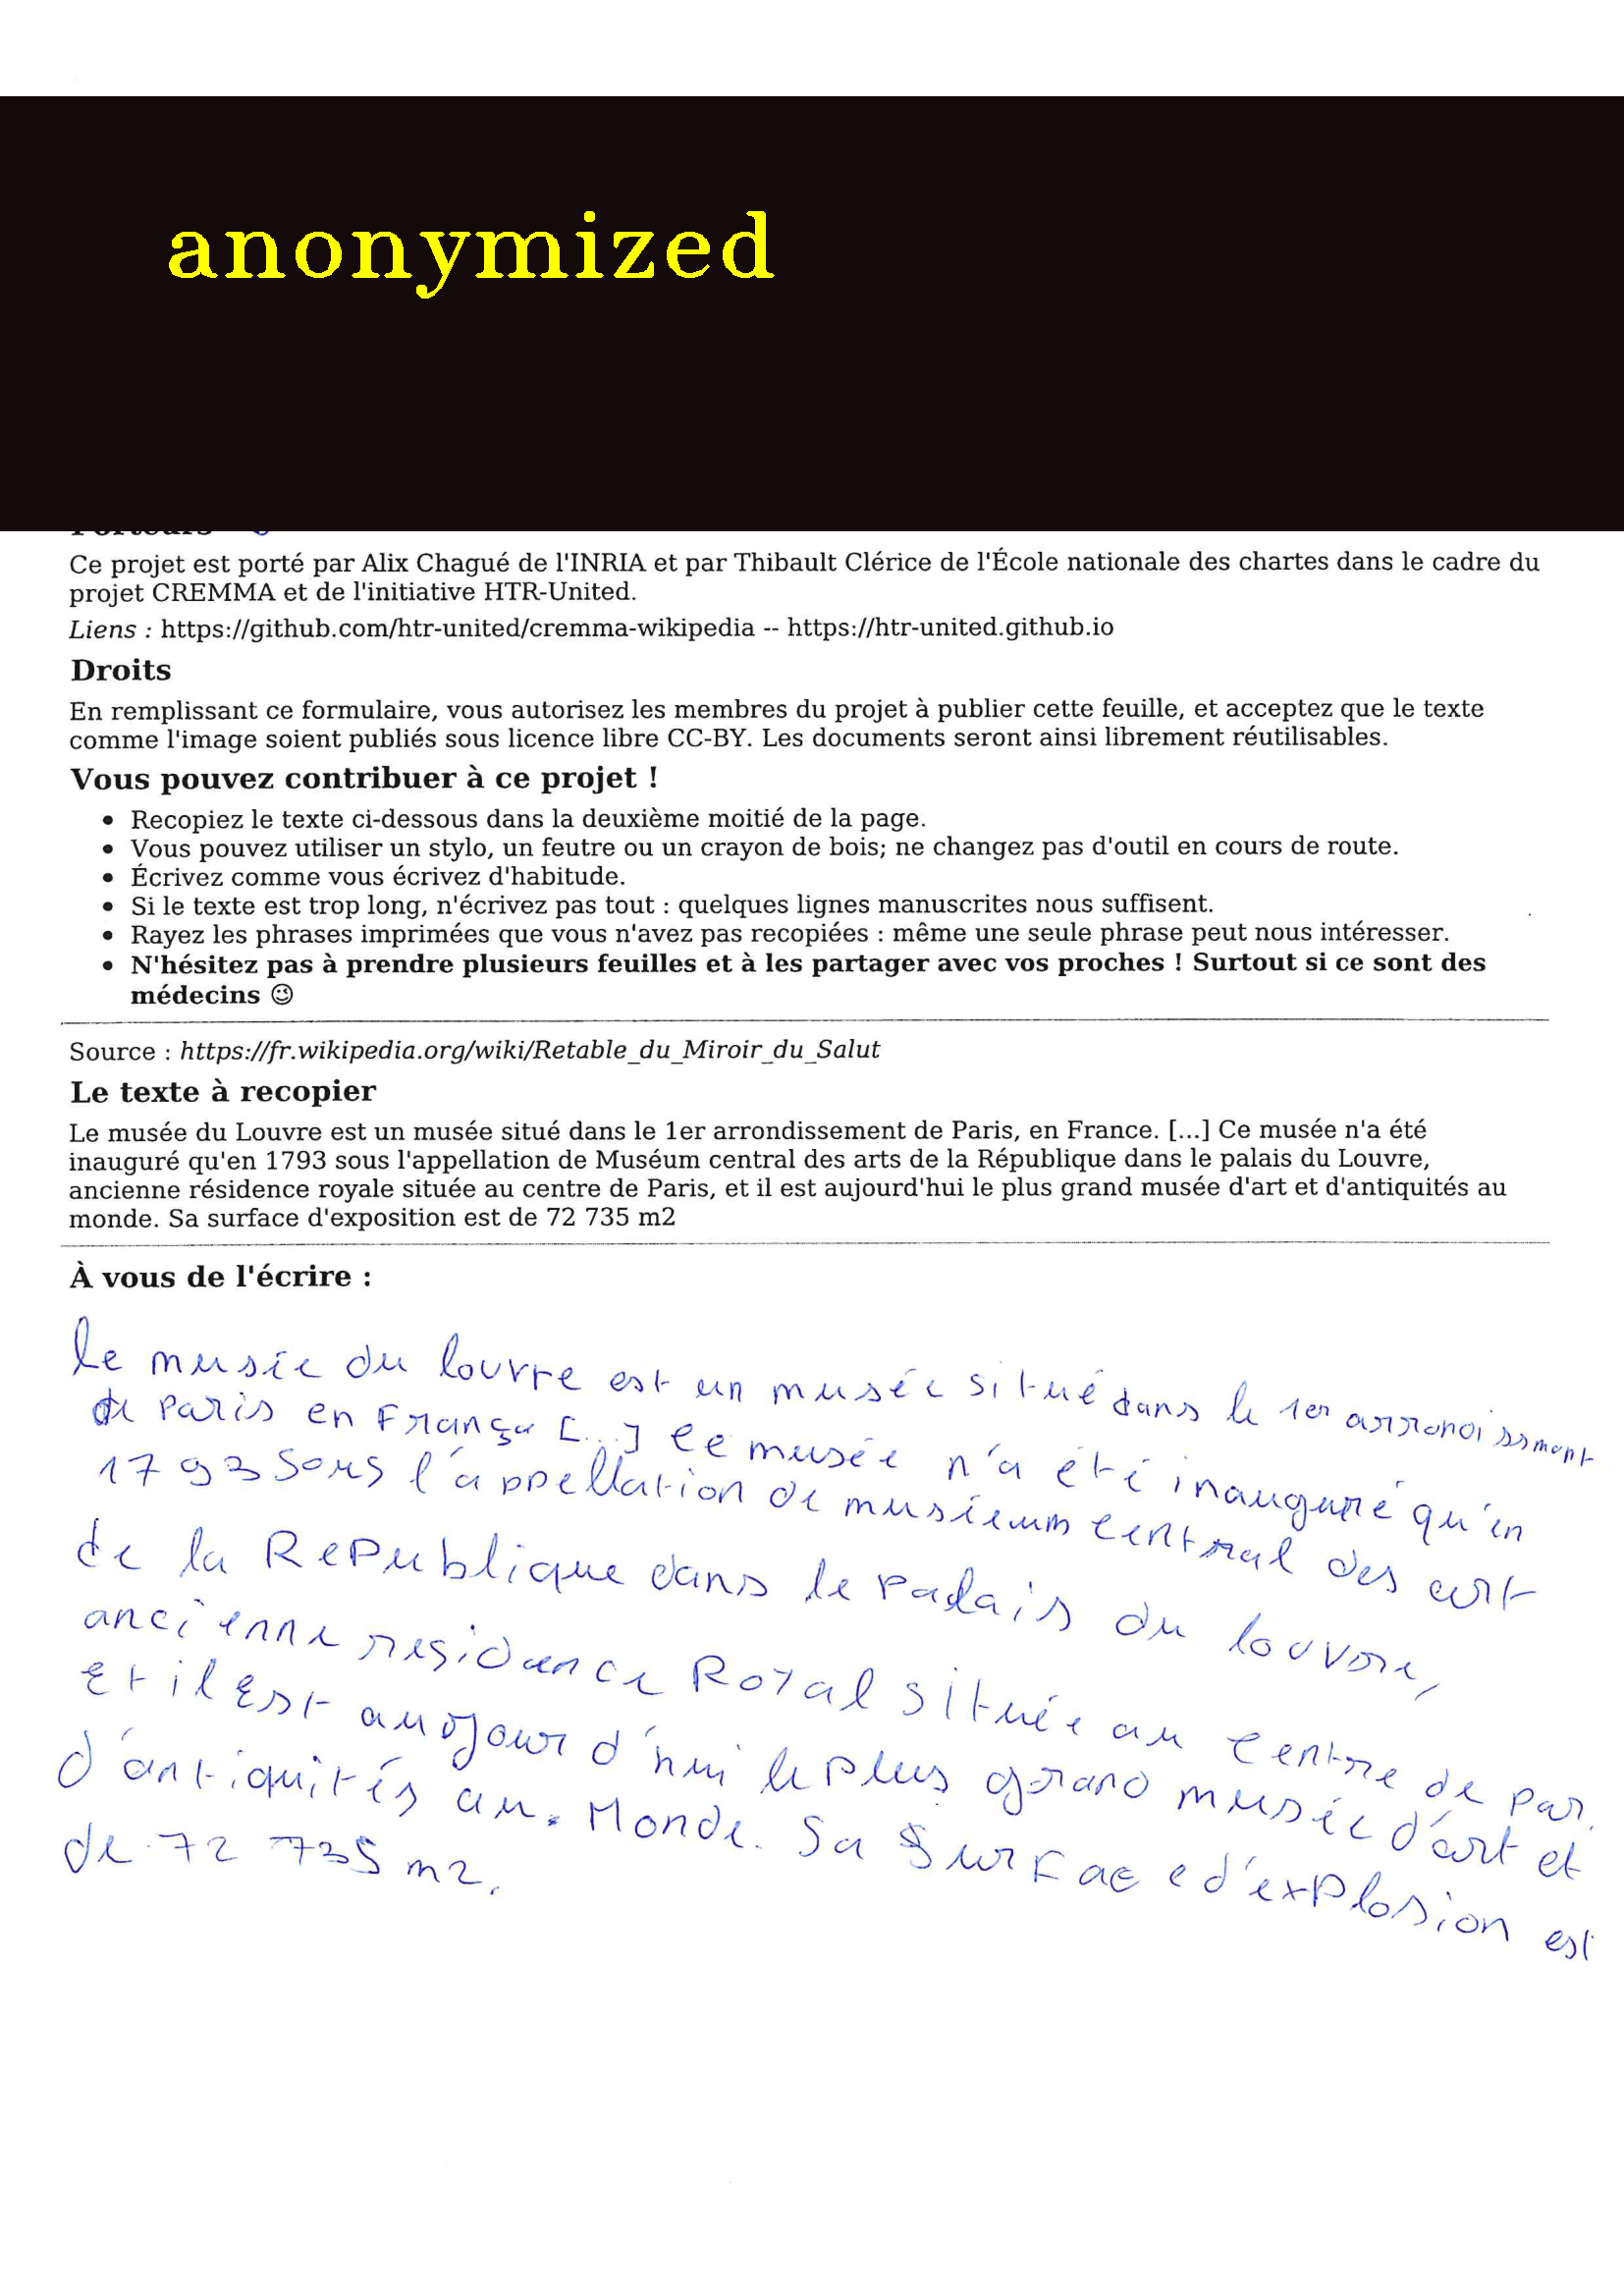 anonymized
Ce projet est porté par Alix Chagué de l'INRIA et par Thibault Clérice de l'École nationale des chartes dans le cadre du
projet CREMMA et de l'initiative HTR-United.
Liens : https://github.com/htr-united/cremma-wikipedia -- https://htr-united.github.io
Droits
En remplissant ce formulaire, vous autorisez les membres du projet à publier cette feuille, et acceptez que le texte
comme l'image soient publiés sous licence libre CC-BY. Les documents seront ainsi librement réutilisables.
Vous pouvez contribuer à ce projet !
• Recopiez le texte ci-dessous dans la deuxième moitié de la page.
• Vous pouvez utiliser un stylo, un feutre ou un crayon de bois; ne changez pas d'outil en cours de route.
• Écrivez comme vous écrivez d'habitude.
• Si le texte est trop long, n'écrivez pas tout : quelques lignes manuscrites nous suffisent.
• Rayez les phrases imprimées que vous n'avez pas recopiées : même une seule phrase peut nous intéresser.
• N'hésitez pas à prendre plusieurs feuilles et à les partager avec vos proches ! Surtout si ce sont des
médecins 😉
Source : https://fr.wikipedia.org/wiki/Retable_du_Miroir_du_Salut
Le texte à recopier
Le musée du Louvre est un musée situé dans le 1er arrondissement de Paris, en France. [...] Ce musée n'a été
inauguré qu'en 1793 sous l'appellation de Muséum central des arts de la République dans le palais du Louvre,
ancienne résidence royale située au centre de Paris, et il est aujourd'hui le plus grand musée d'art et d'antiquités au
monde. Sa surface d'exposition est de 72 735 m2
À vous de l'écrire :
Le musée du louvre est un musée situé dans le 1er arronoissment
de Paris en França [...] Ce musée n'a été inauguré qu'en
1793 Sous l'appellation de muséeum central des art
de la RePublique dans le Palais du louvre,
ancienne residance Royal située au Centre de Par.
Et il Est auojourd'hui le plus grand musée d'art et
d'antiquités au. Monde. Sa Surface d'explosion est
de 72 735 m2.